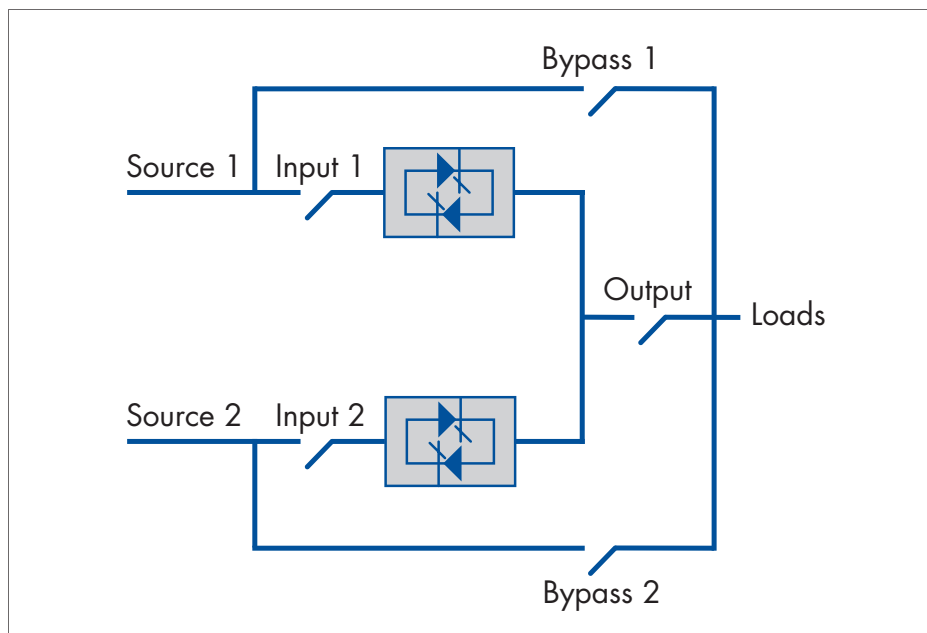 Bypass 1
Source 1
Input 1
Output
Loads
Source 2
Input 2
Bypass 2